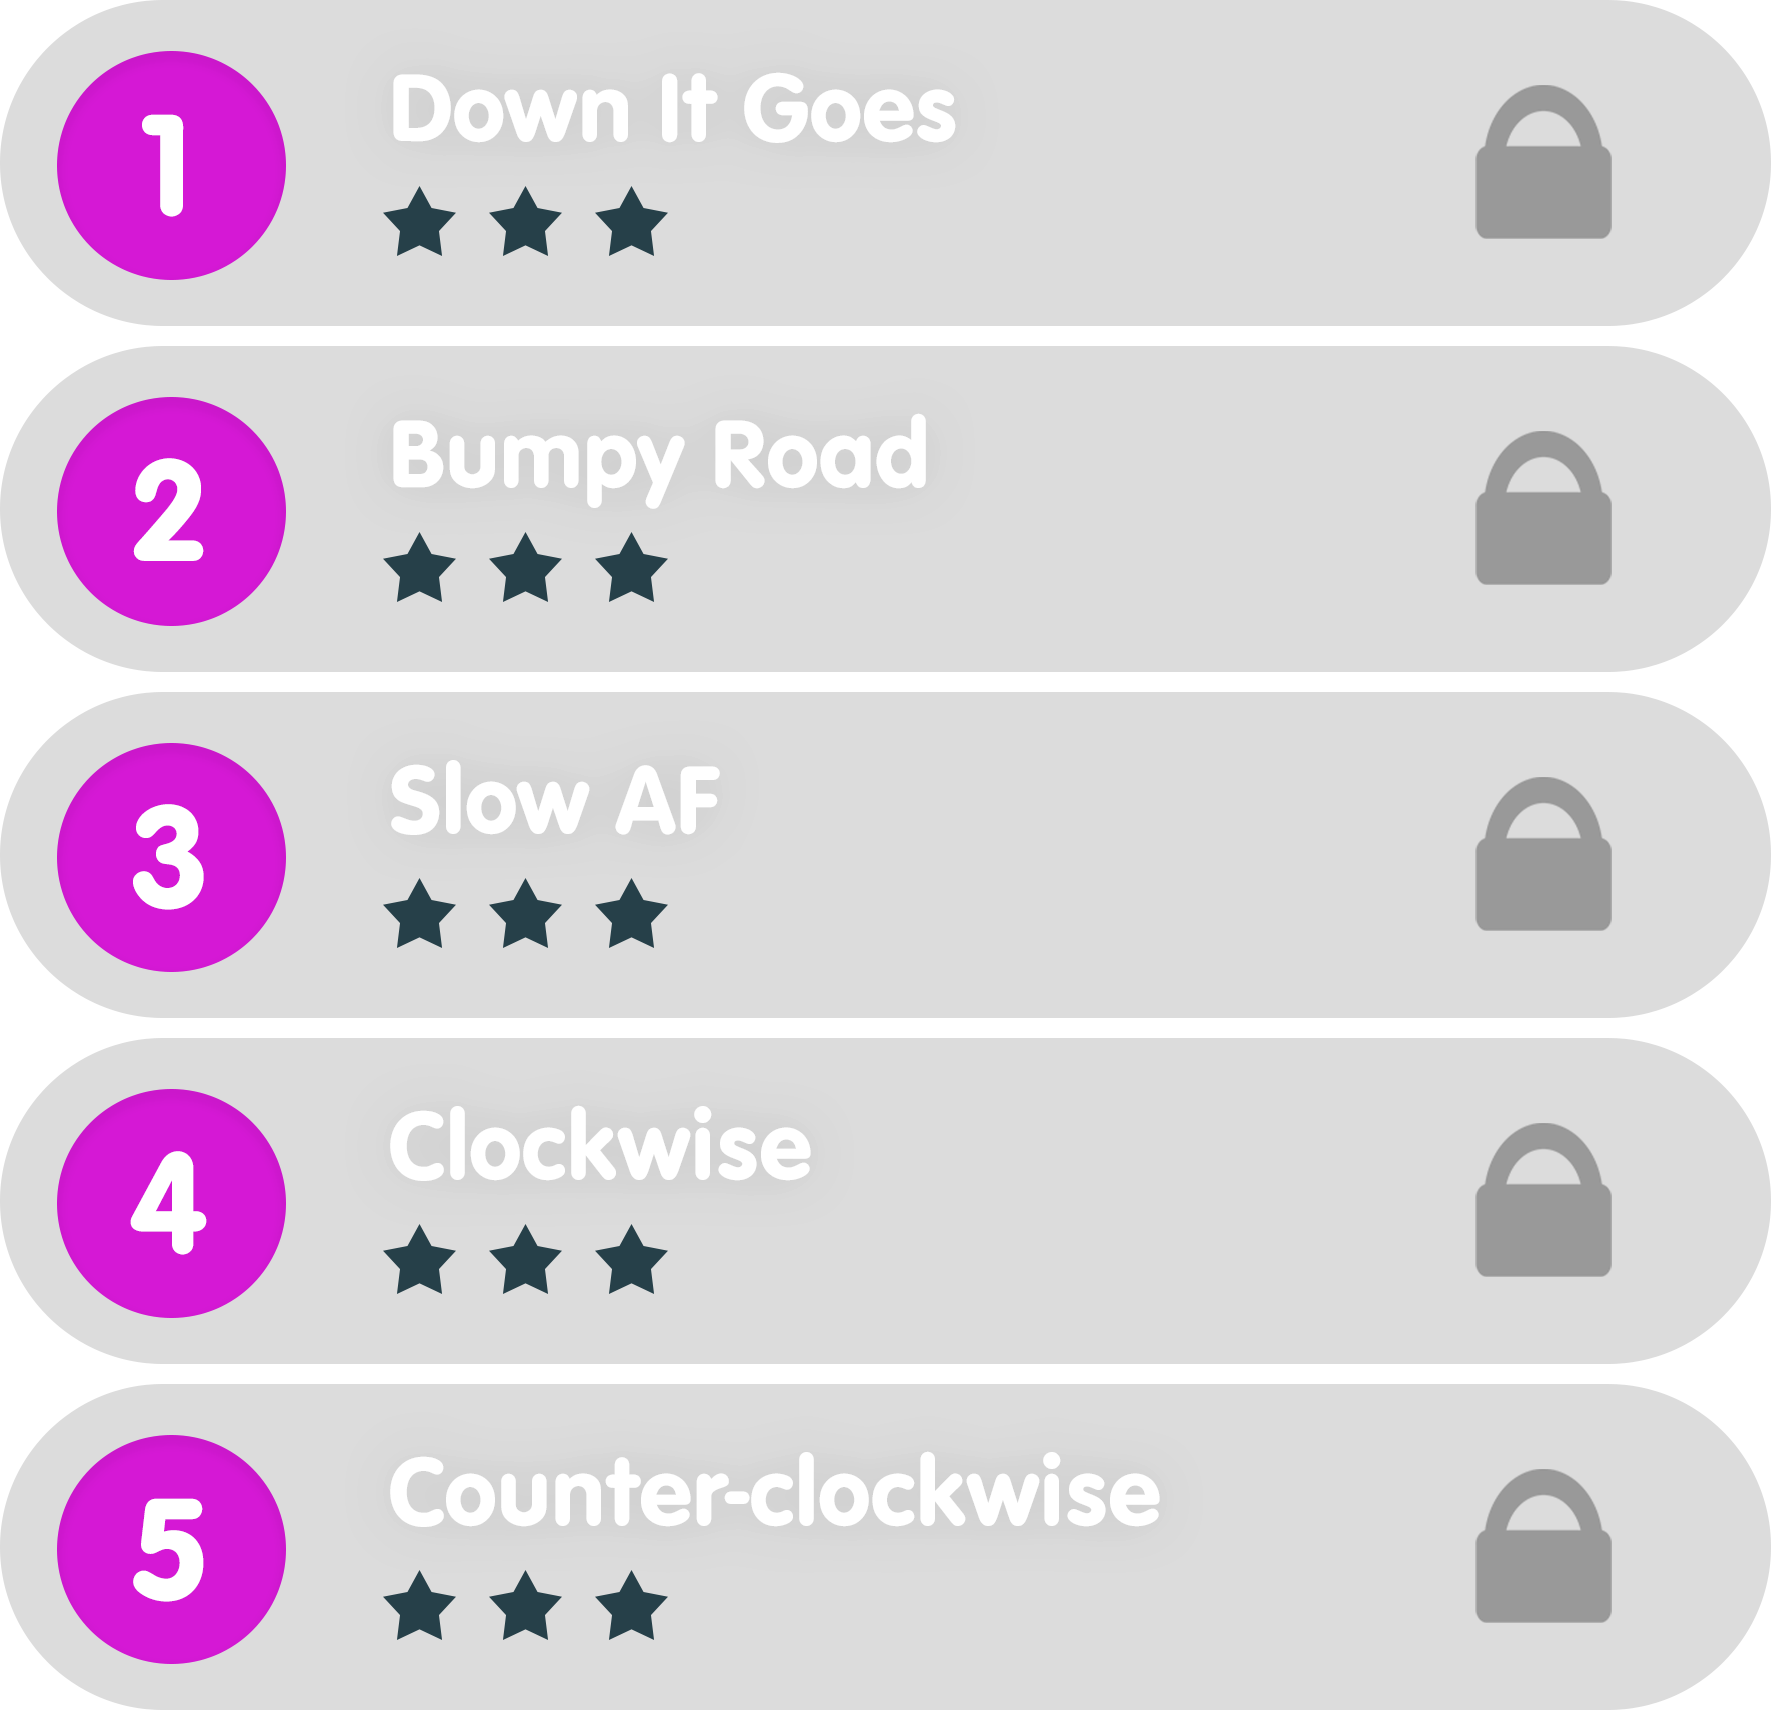 1
Down It Goes
2
Bumpy Road
3
Slow AF
4
Clockwise
5
Counter-clockwise